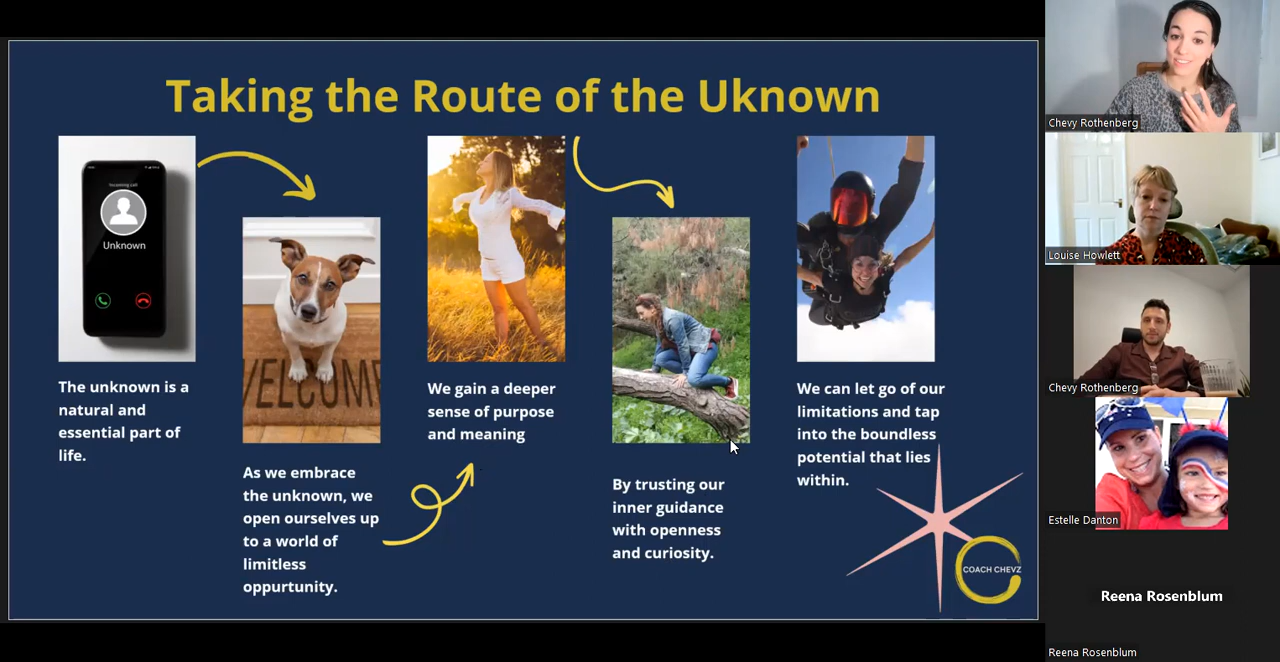 Taking the Route of the Uknown
Incoming call
Unknown
The unknown is a
natural and
essential part of
life.
WELCOME
As we embrace
the unknown, we
open ourselves up
to a world of
limitless
oppurtunity.
We gain a deeper
sense of purpose
and meaning
By trusting our
inner guidance
with openness
and curiosity.
We can let go of our
limitations and tap
into the boundless
potential that lies
within.
COACH CHEVZ
Chevy Rothenberg
Louise Howlett
Chevy Rothenberg
Estelle Danton
Reena Rosenblum
Reena Rosenblum